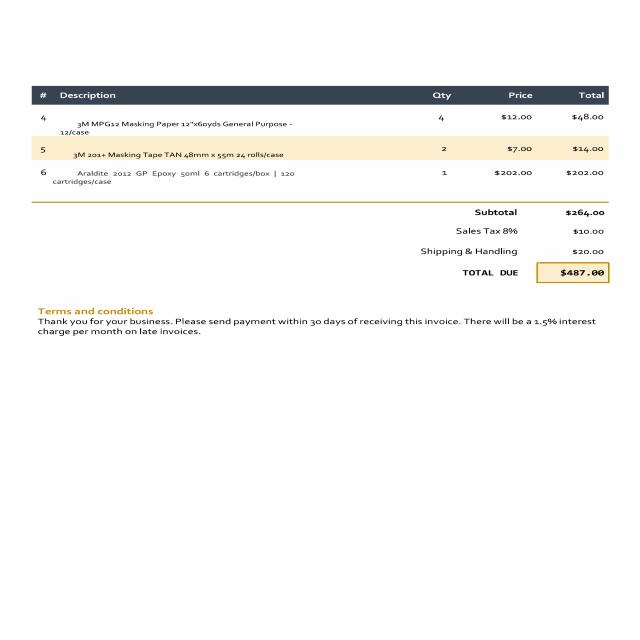 # Description Qty Price Total
4 3M MPG12 Masking Paper 12"x60yds General Purpose - 12/case 4 $12.00 $48.00
5 3M 201+ Masking Tape TAN 48mm x 55m 24 rolls/case 2 $7.00 $14.00
6 Araldite 2012 GP Epoxy 50ml 6 cartridges/box | 120 cartridges/case 1 $202.00 $202.00
Subtotal $264.00
Sales Tax 8% $10.00
Shipping & Handling $20.00
TOTAL DUE $487.00
Terms and conditions
Thank you for your business. Please send payment within 30 days of receiving this invoice. There will be a 1.5% interest
charge per month on late invoices.